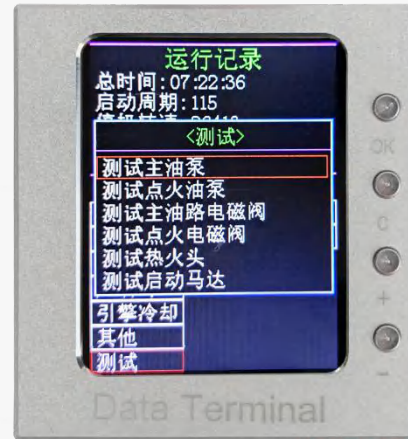 运行记录
总时间:07:22:36
启动周期:115
<测试>
测试主油泵
测试点火油泵
测试主油路电磁阀
测试点火电磁阀
测试热火头
测试启动马达
引擎冷却
其他
测试
OK
C
+
-
Data Terminal